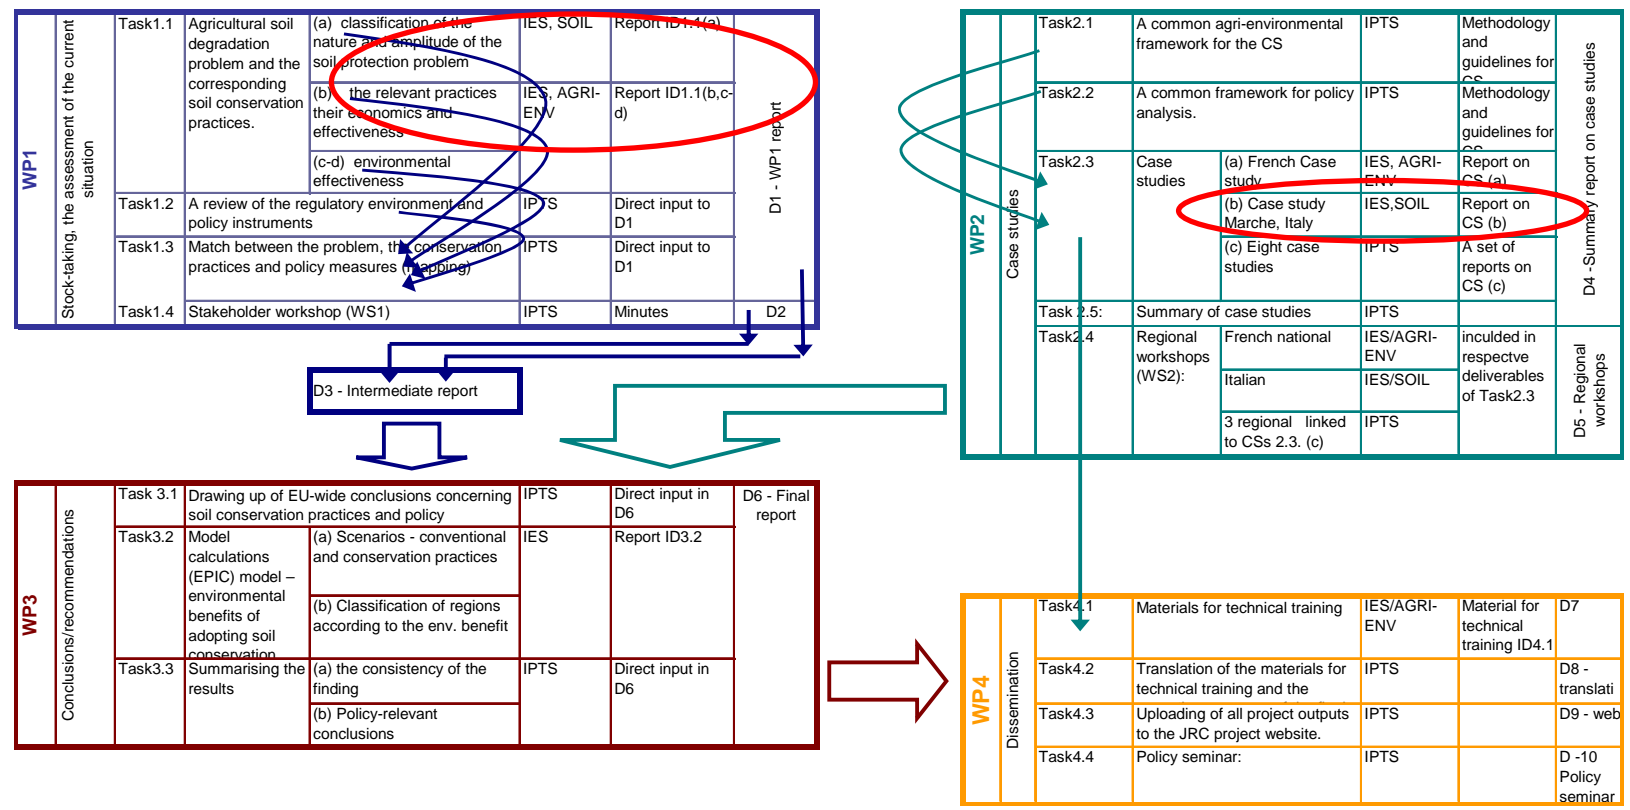 WP1
Stock-taking, the assessment of the current
situation
Task1.1
Agricultural soil
degradation
problem and the
corresponding
soil conservation
practices.
(a) classification of the
nature and amplitude of the
soil protection problem
IES, SOIL
Report ID1.1(a)
(b) the relevant practices
their economics and
effectiveness
IES, AGRI-
ENV
Report ID1.1(b,c-
d)
(c-d) environmental
effectiveness
D1 - WP1 report
Task1.2
A review of the regulatory environment and
policy instruments
IPTS
Direct input to
D1
Task1.3
Match between the problem, the conservation
practices and policy measures (mapping)
IPTS
Direct input to
D1
Task1.4
Stakeholder workshop (WS1)
IPTS
Minutes
D2
D3 - Intermediate report
WP2
Case studies
Task2.1
A common agri-environmental
framework for the CS
IPTS
Methodology
and
guidelines for
CS
Task2.2
A common framework for policy
analysis.
IPTS
Methodology
and
guidelines for
CS
Task2.3
Case
studies
(a) French Case
study
IES, AGRI-
ENV
Report on
CS (a)
(b) Case study
Marche, Italy
IES,SOIL
Report on
CS (b)
(c) Eight case
studies
IPTS
A set of
reports on
CS (c)
D4 -Summary report on case studies
Task 2.5:
Summary of case studies
IPTS
Task2.4
Regional
workshops
(WS2):
French national
IES/AGRI-
ENV
inculded in
respectve
deliverables
of Task2.3
Italian
IES/SOIL
3 regional linked
to CSs 2.3. (c)
IPTS
D5 - Regional
workshops
WP3
Conclusions/recommendations
Task 3.1
Drawing up of EU-wide conclusions concerning
soil conservation practices and policy
IPTS
Direct input in
D6
D6 - Final
report
Task3.2
Model
calculations
(EPIC) model –
environmental
benefits of
adopting soil
conservation
(a) Scenarios - conventional
and conservation practices
IES
Report ID3.2
(b) Classification of regions
according to the env. benefit
Task3.3
Summarising the
results
(a) the consistency of the
finding
IPTS
Direct input in
D6
(b) Policy-relevant
conclusions
WP4
Dissemination
Task4.1
Materials for technical training
IES/AGRI-
ENV
Material for
technical
training ID4.1
D7
Task4.2
Translation of the materials for
technical training and the
IPTS
D8 -
translati
Task4.3
Uploading of all project outputs
to the JRC project website.
IPTS
D9 - web
Task4.4
Policy seminar:
IPTS
D -10
Policy
seminar